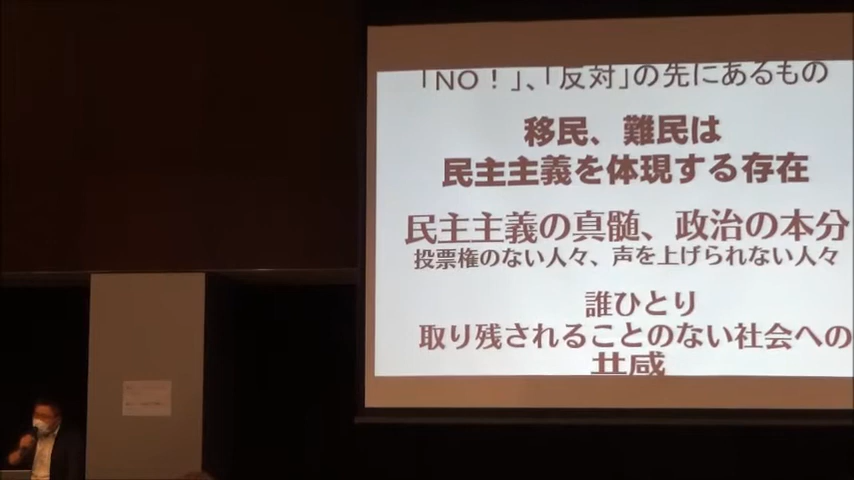 「NO！」、「反対」の先にあるもの
移民、難民は
民主主義を体現する存在
民主主義の真髄、政治の本分
投票権のない人々、声を上げられない人々
誰ひとり
取り残されることのない社会への
共感